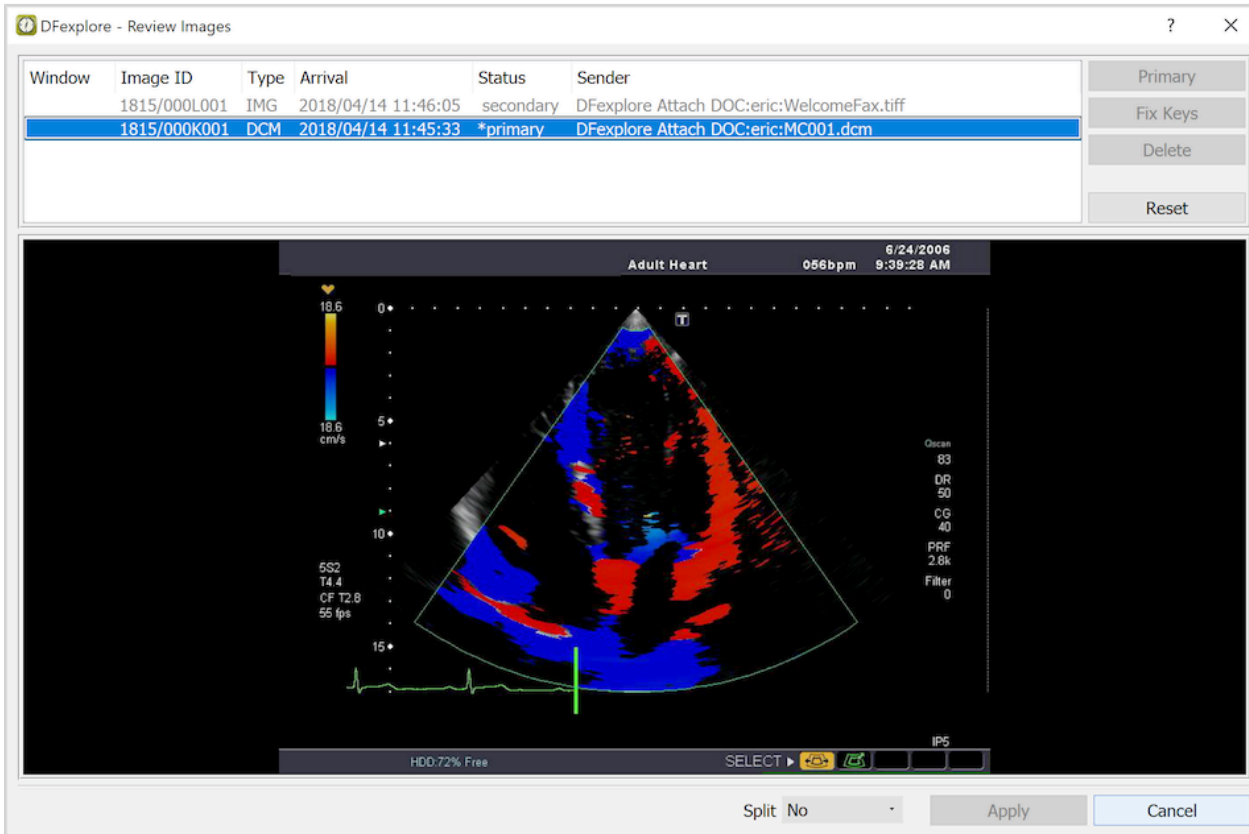 DFexplore - Review Images
? ×
Window Image ID Type Arrival Status Sender
1815/000L001 IMG 2018/04/14 11:46:05 secondary DFexplore Attach DOC:eric:WelcomeFax.tiff
1815/000K001 DCM 2018/04/14 11:45:33 *primary DFexplore Attach DOC:eric:MC001.dcm
Primary
Fix Keys
Delete
Reset
6/24/2006
Adult Heart 056bpm 9:39:28 AM
18.6
0
T
5
18.6
cm/s
Qscan
83
DR
50
CG
40
10
PRF
2.8k
5S2
T4.4
CF T2.8
55 fps
Filter
0
15
IP5
HDD:72% Free SELECT
Split No Apply Cancel